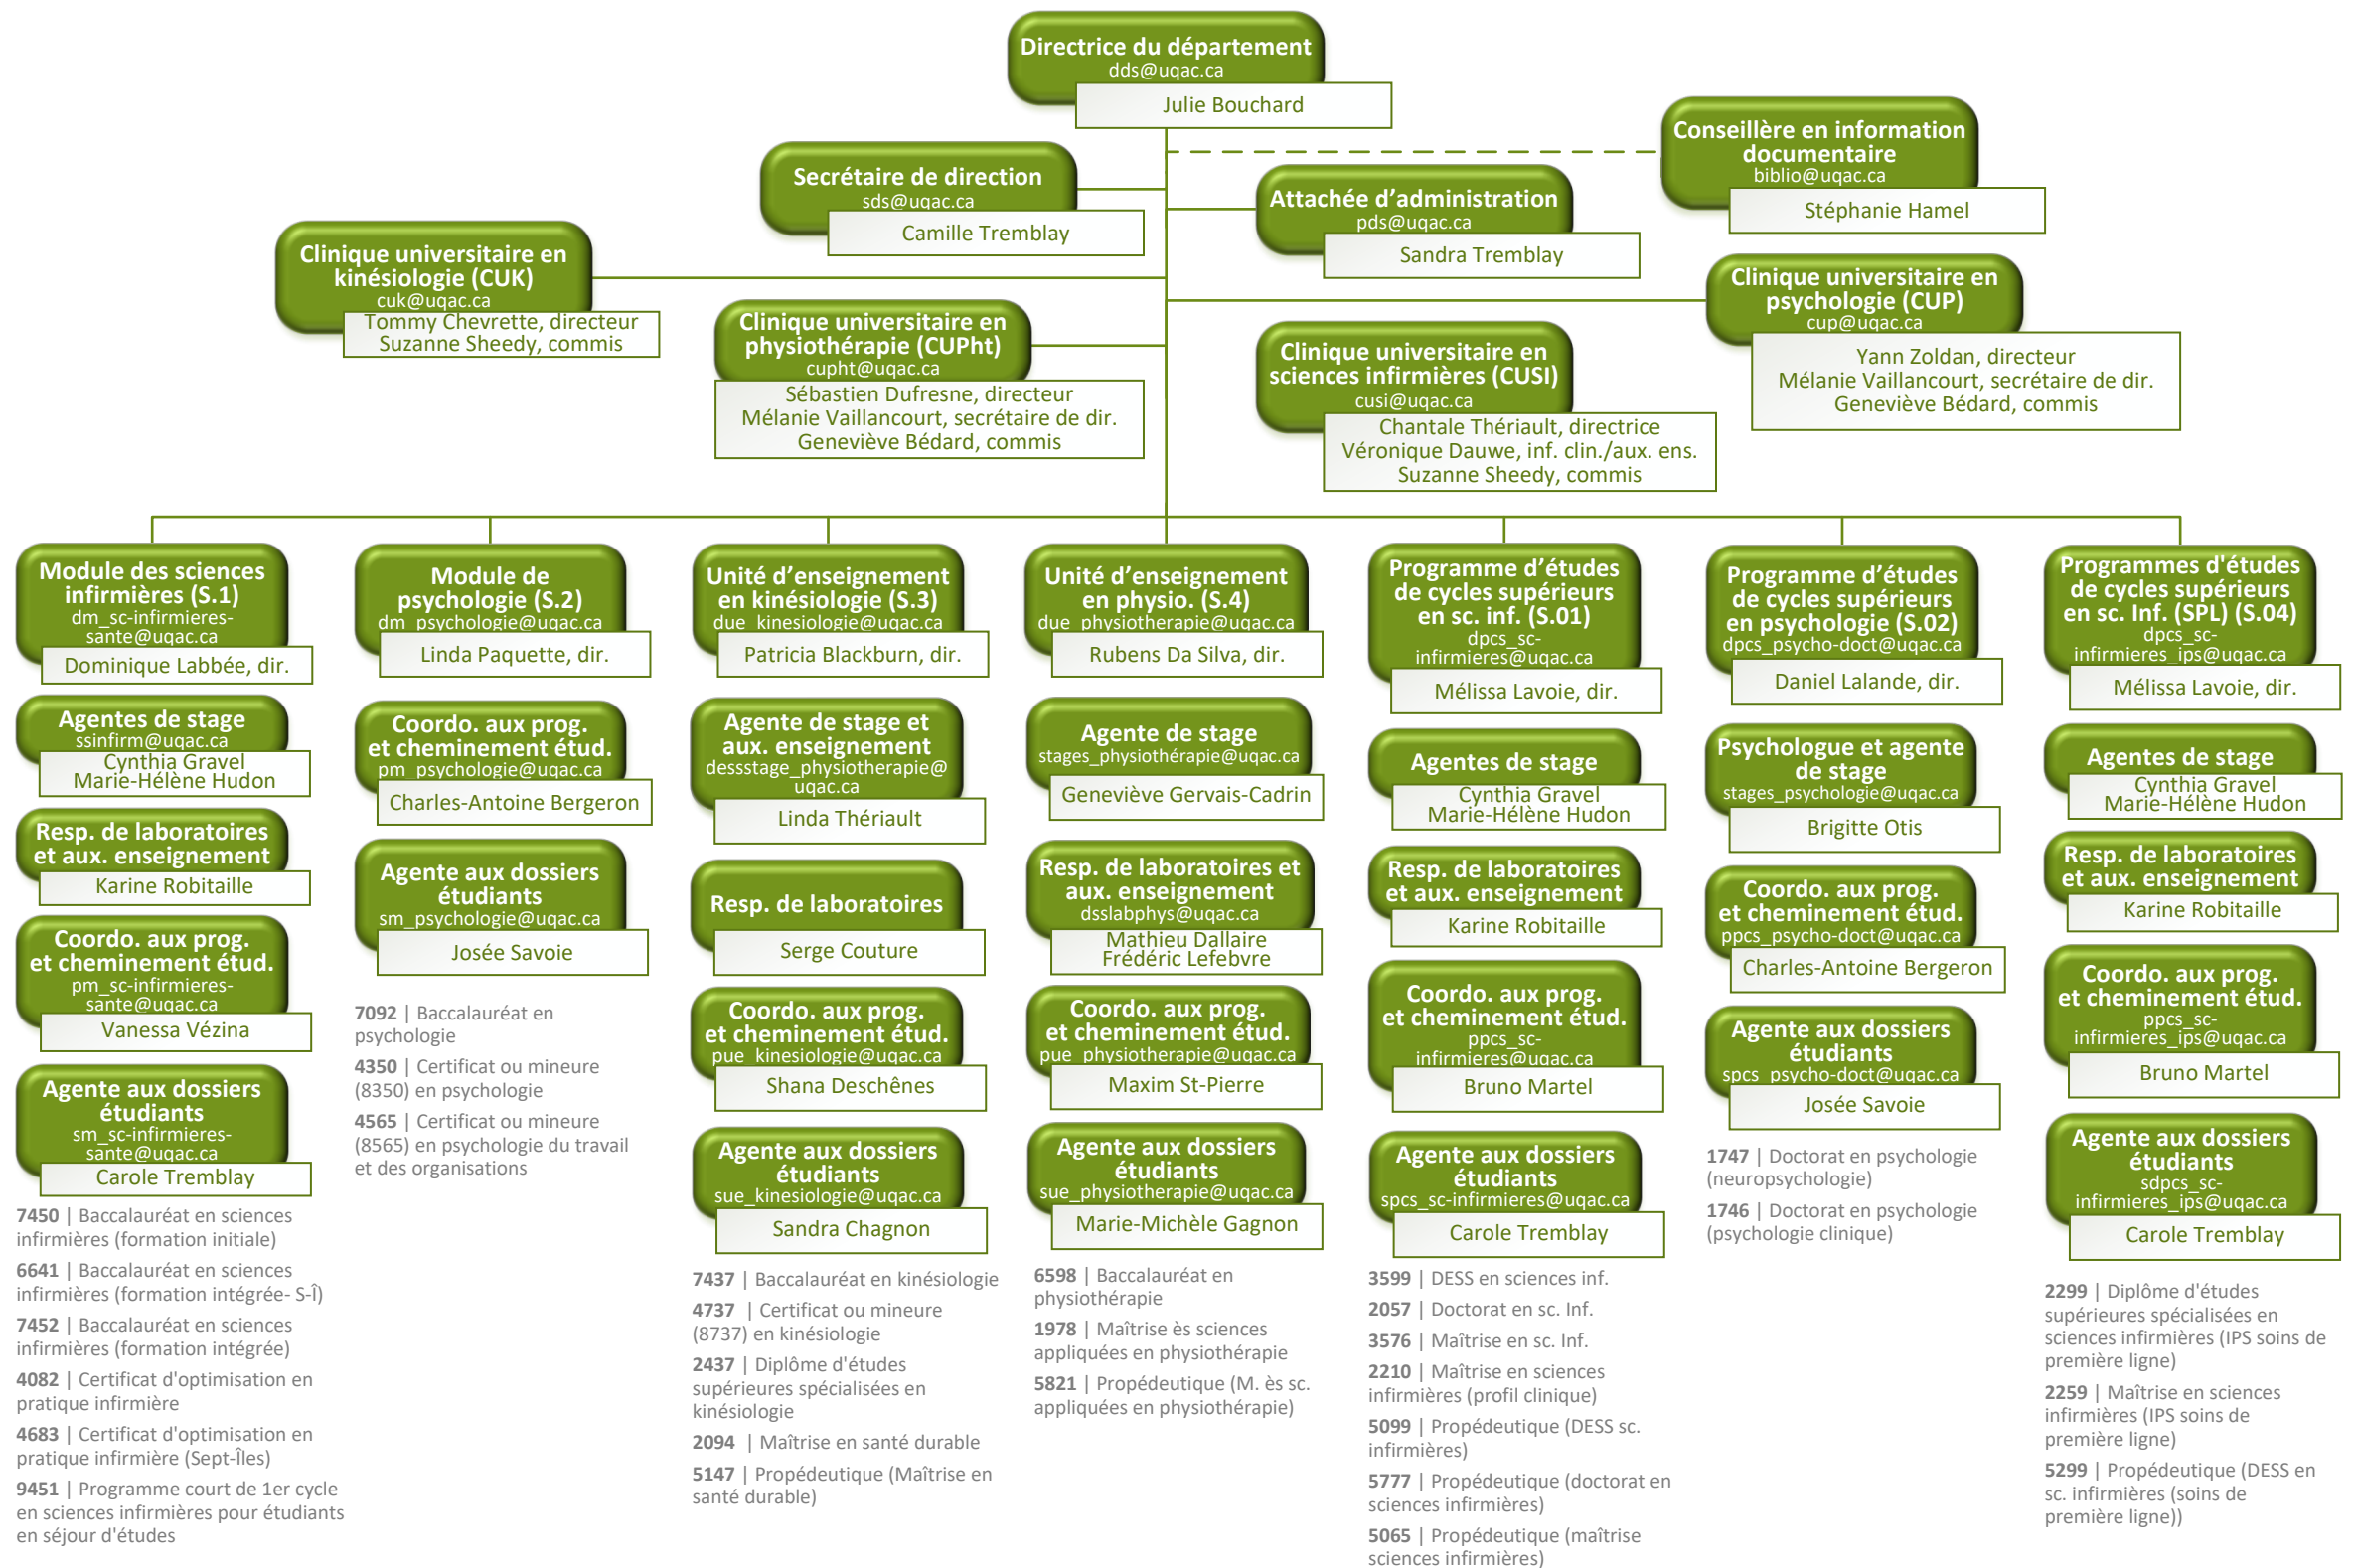 Directrice du département
dds@uqac.ca
Julie Bouchard
Conseillère en information
documentaire
biblio@uqac.ca
Stéphanie Hamel
Secrétaire de direction
sds@uqac.ca
Camille Tremblay
Attachée d’administration
pds@uqac.ca
Sandra Tremblay
Clinique universitaire en
kinésiologie (CUK)
cuk@uqac.ca
Tommy Chevrette, directeur
Suzanne Sheedy, commis
Clinique universitaire en
psychologie (CUP)
cup@uqac.ca
Yann Zoldan, directeur
Mélanie Vaillancourt, secrétaire de dir.
Geneviève Bédard, commis
Clinique universitaire en
physiothérapie (CUPht)
cupht@uqac.ca
Sébastien Dufresne, directeur
Mélanie Vaillancourt, secrétaire de dir.
Geneviève Bédard, commis
Clinique universitaire en
sciences infirmières (CUSI)
cusi@uqac.ca
Chantale Thériault, directrice
Véronique Dauwe, inf. clin./aux. ens.
Suzanne Sheedy, commis
Module des sciences
infirmières (S.1)
dm_sc-infirmieres-
sante@uqac.ca
Dominique Labbée, dir.
Agentes de stage
ssinfirm@uqac.ca
Cynthia Gravel
Marie-Hélène Hudon
Resp. de laboratoires
et aux. enseignement
Karine Robitaille
Coordo. aux prog.
et cheminement étud.
pm_sc-infirmieres-
sante@uqac.ca
Vanessa Vézina
Agente aux dossiers
étudiants
sm_sc-infirmieres-
sante@uqac.ca
Carole Tremblay
7450 | Baccalauréat en sciences
infirmières (formation initiale)
6641 | Baccalauréat en sciences
infirmières (formation intégrée- S-Î)
7452 | Baccalauréat en sciences
infirmières (formation intégrée)
4082 | Certificat d'optimisation en
pratique infirmière
4683 | Certificat d'optimisation en
pratique infirmière (Sept-Îles)
9451 | Programme court de 1er cycle
en sciences infirmières pour étudiants
en séjour d'études
Module de
psychologie (S.2)
dm_psychologie@uqac.ca
Linda Paquette, dir.
Coordo. aux prog.
et cheminement étud.
pm_psychologie@uqac.ca
Charles-Antoine Bergeron
Agente aux dossiers
étudiants
sm_psychologie@uqac.ca
Josée Savoie
7092 | Baccalauréat en
psychologie
4350 | Certificat ou mineure
(8350) en psychologie
4565 | Certificat ou mineure
(8565) en psychologie du travail
et des organisations
Unité d’enseignement
en kinésiologie (S.3)
due_kinesiologie@uqac.ca
Patricia Blackburn, dir.
Agente de stage et
aux. enseignement
dessstage_physiotherapie@
uqac.ca
Linda Thériault
Resp. de laboratoires
Serge Couture
Coordo. aux prog.
et cheminement étud.
pue_kinesiologie@uqac.ca
Shana Deschênes
Agente aux dossiers
étudiants
sue_kinesiologie@uqac.ca
Sandra Chagnon
7437 | Baccalauréat en kinésiologie
4737 | Certificat ou mineure
(8737) en kinésiologie
2437 | Diplôme d'études
supérieures spécialisées en
kinésiologie
2094 | Maîtrise en santé durable
5147 | Propédeutique (Maîtrise en
santé durable)
Unité d’enseignement
en physio. (S.4)
due_physiotherapie@uqac.ca
Rubens Da Silva, dir.
Agente de stage
stages_physiothérapie@uqac.ca
Geneviève Gervais-Cadrin
Resp. de laboratoires et
aux. enseignement
dsslabphys@uqac.ca
Mathieu Dallaire
Frédéric Lefebvre
Coordo. aux prog.
et cheminement étud.
pue_physiotherapie@uqac.ca
Maxim St-Pierre
Agente aux dossiers
étudiants
sue_physiotherapie@uqac.ca
Marie-Michèle Gagnon
6598 | Baccalauréat en
physiothérapie
1978 | Maîtrise ès sciences
appliquées en physiothérapie
5821 | Propédeutique (M. ès sc.
appliquées en physiothérapie)
Programme d’études
de cycles supérieurs
en sc. inf. (S.01)
dpcs_sc-
infirmieres@uqac.ca
Mélissa Lavoie, dir.
Agentes de stage
Cynthia Gravel
Marie-Hélène Hudon
Resp. de laboratoires
et aux. enseignement
Karine Robitaille
Coordo. aux prog.
et cheminement étud.
ppcs_sc-
infirmieres@uqac.ca
Bruno Martel
Agente aux dossiers
étudiants
spcs_sc-infirmieres@uqac.ca
Carole Tremblay
3599 | DESS en sciences inf.
2057 | Doctorat en sc. Inf.
3576 | Maîtrise en sc. Inf.
2210 | Maîtrise en sciences
infirmières (profil clinique)
5099 | Propédeutique (DESS sc.
infirmières)
5777 | Propédeutique (doctorat en
sciences infirmières)
5065 | Propédeutique (maîtrise
sciences infirmières)
Programme d’études
de cycles supérieurs
en psychologie (S.02)
dpcs_psycho-doct@uqac.ca
Daniel Lalande, dir.
Psychologue et agente
de stage
stages_psychologie@uqac.ca
Brigitte Otis
Coordo. aux prog.
et cheminement étud.
ppcs_psycho-doct@uqac.ca
Charles-Antoine Bergeron
Agente aux dossiers
étudiants
spcs_psycho-doct@uqac.ca
Josée Savoie
1747 | Doctorat en psychologie
(neuropsychologie)
1746 | Doctorat en psychologie
(psychologie clinique)
Programmes d'études
de cycles supérieurs
en sc. Inf. (SPL) (S.04)
dpcs_sc-
infirmieres_ips@uqac.ca
Mélissa Lavoie, dir.
Agentes de stage
Cynthia Gravel
Marie-Hélène Hudon
Resp. de laboratoires
et aux. enseignement
Karine Robitaille
Coordo. aux prog.
et cheminement étud.
ppcs_sc-
infirmieres_ips@uqac.ca
Bruno Martel
Agente aux dossiers
étudiants
sdpcs_sc-
infirmieres_ips@uqac.ca
Carole Tremblay
2299 | Diplôme d'études
supérieures spécialisées en
sciences infirmières (IPS soins de
première ligne)
2259 | Maîtrise en sciences
infirmières (IPS soins de
première ligne)
5299 | Propédeutique (DESS en
sc. infirmières (soins de
première ligne))